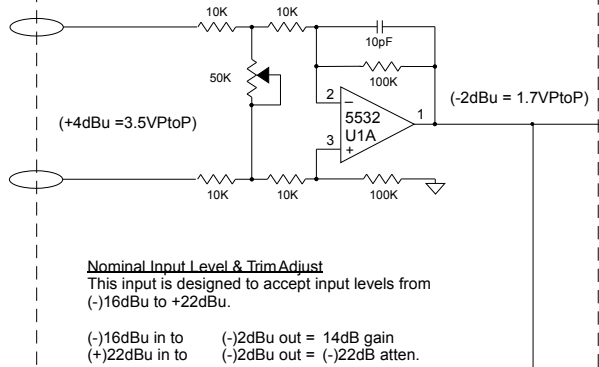 10K 10K
10pF
50K
100K
(+4dBu =3.5VPtoP)
2
−
5532
U1A
3
+
1
(-2dBu = 1.7VPtoP)
10K 10K 100K
Nominal Input Level & Trim Adjust
This input is designed to accept input levels from
(-)16dBu to +22dBu.
(-)16dBu in to (-)2dBu out = 14dB gain
(+)22dBu in to (-)2dBu out = (-)22dB atten.